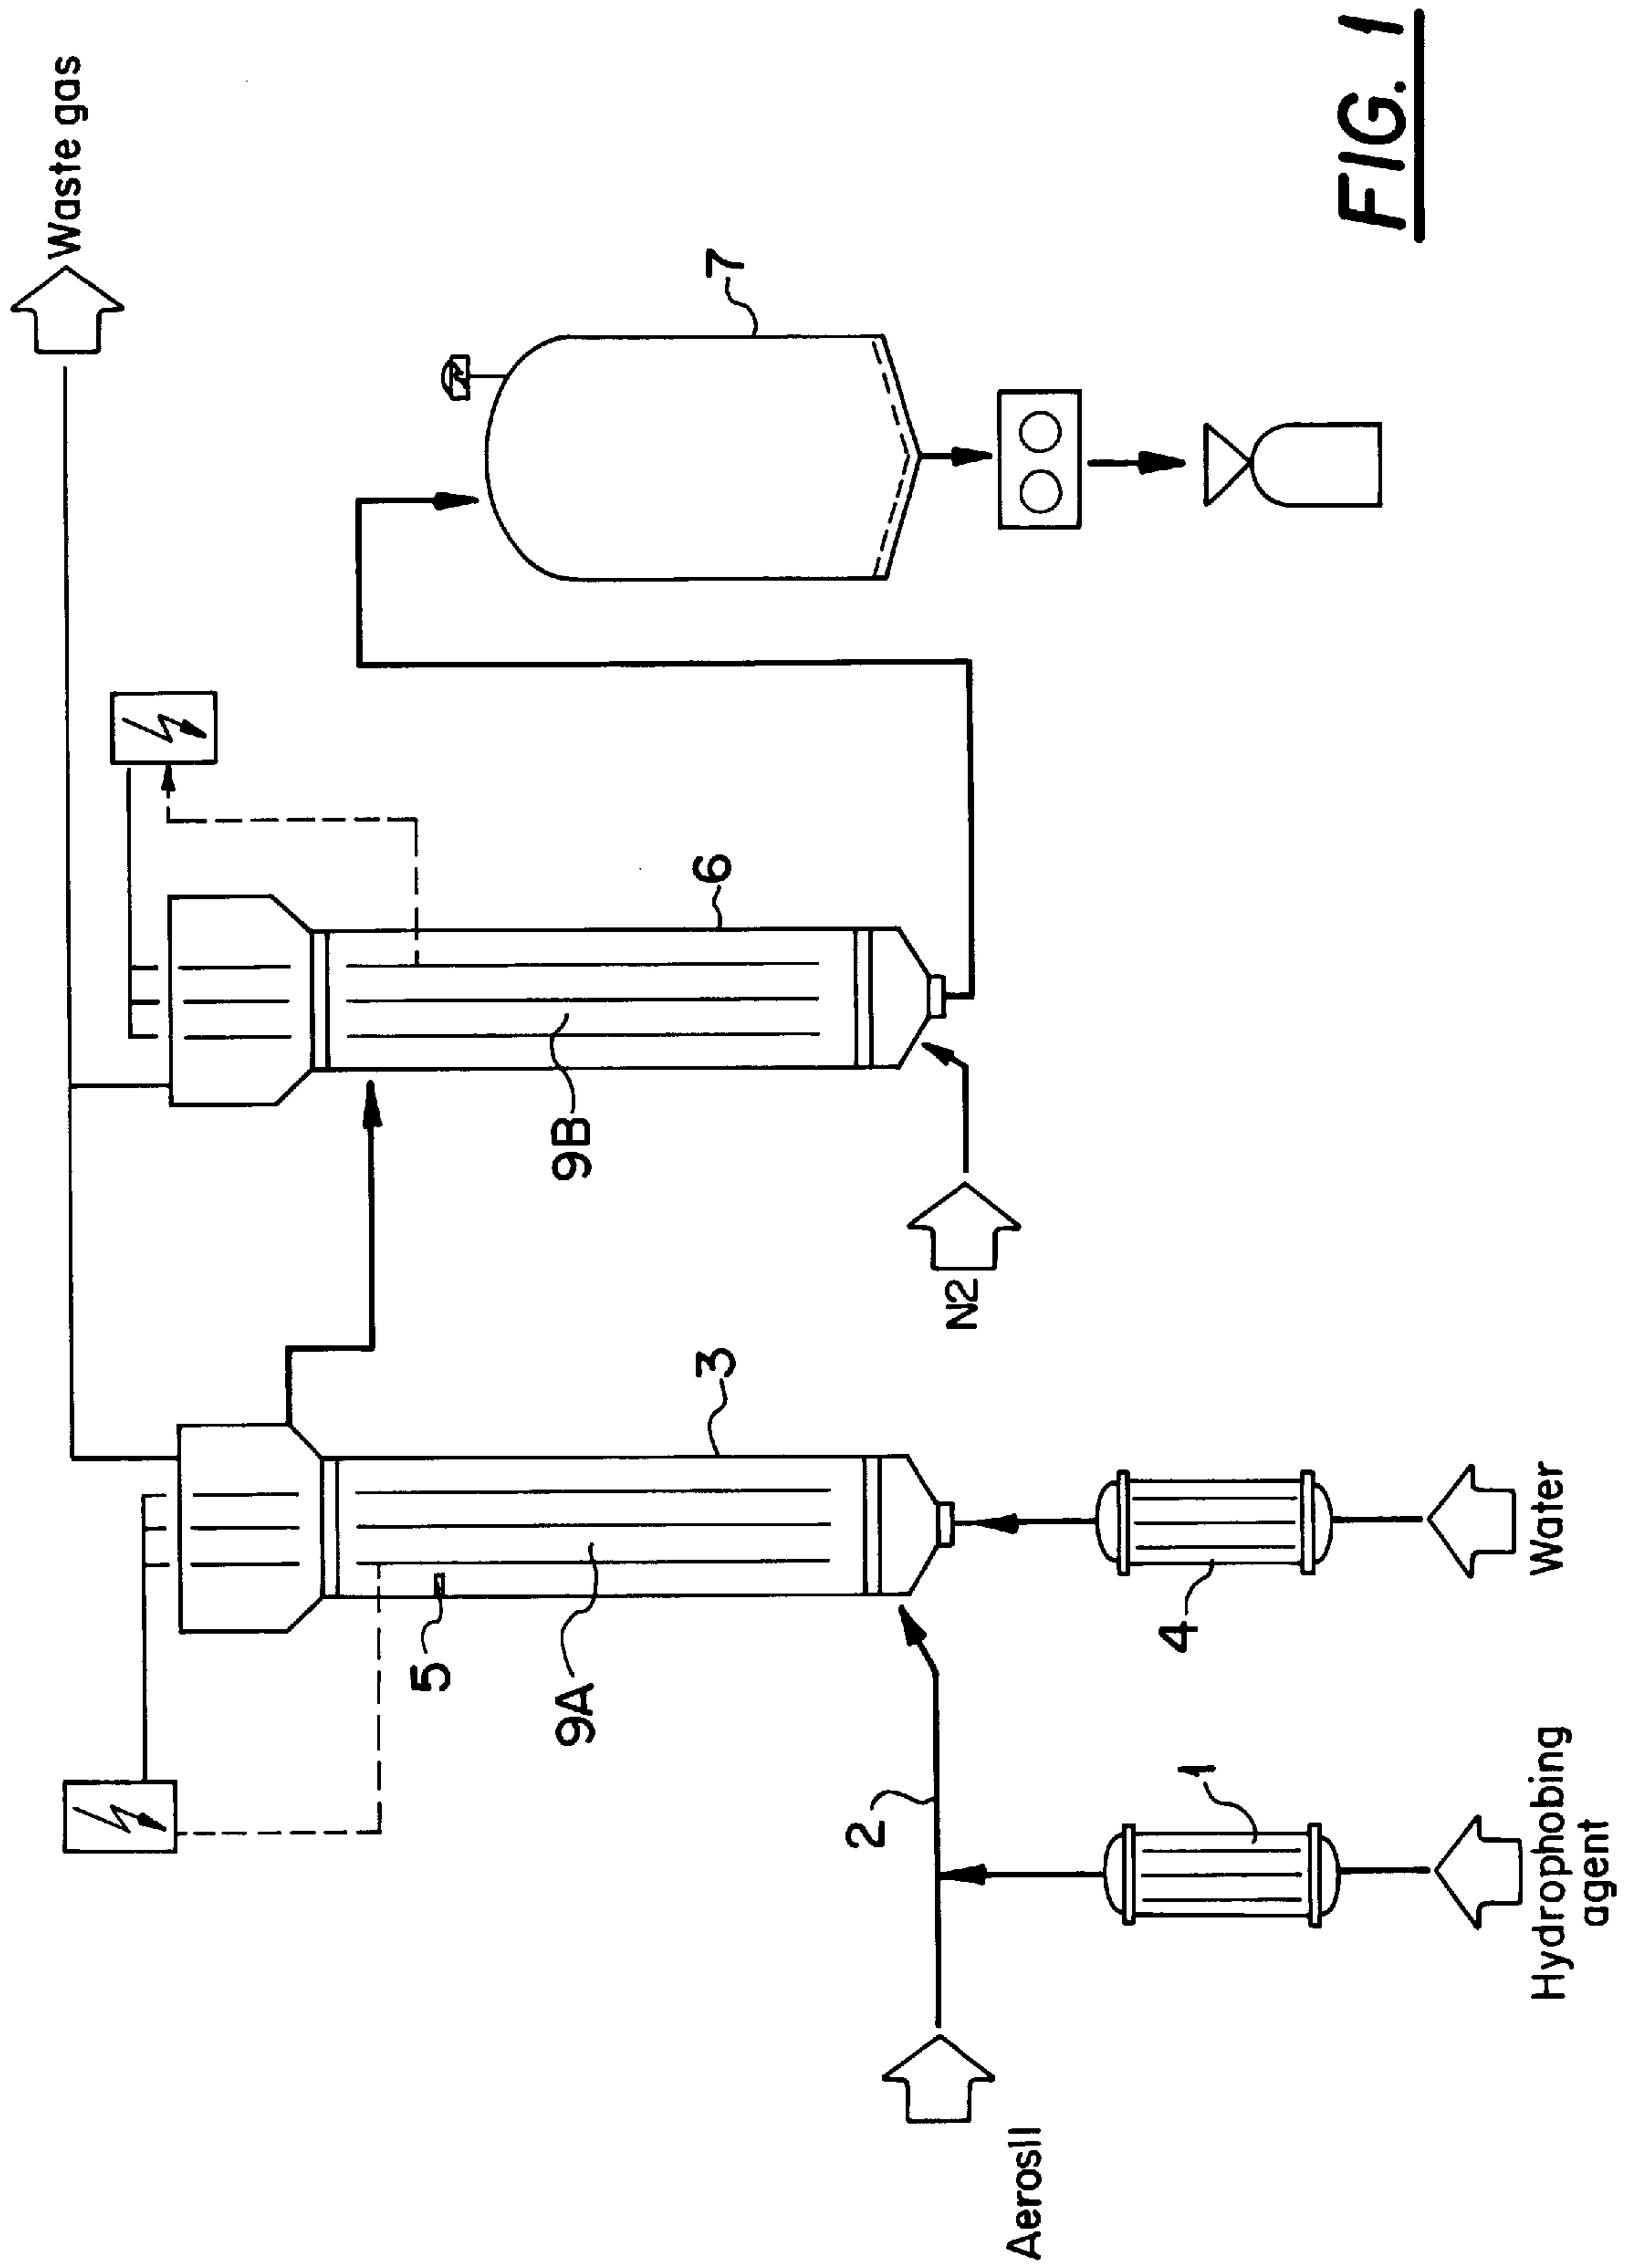 Waste gas
5
9A
9B
3
6
7
2
N2
Aerosil
1
4
FIG. 1
Hydrophobing
agent
Water